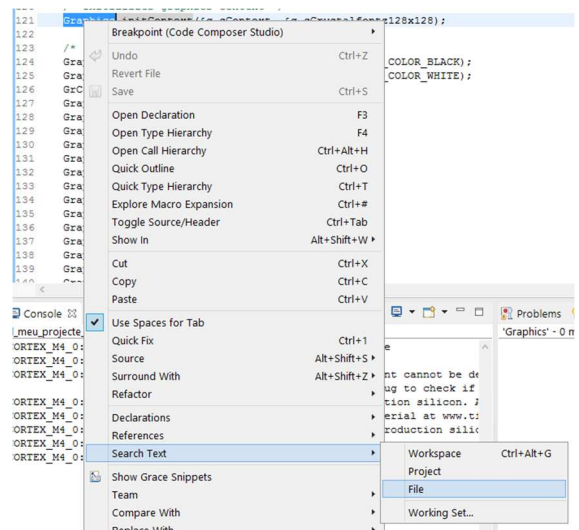 121 Graphics_initContext(&g_sContext, &g_sCrystalfontz128x128);
Breakpoint (Code Composer Studio)
122
123 /*
Undo Ctrl+Z
124 Gra _COLOR_BLACK);
Revert File
125 Gra _COLOR_WHITE);
126 GrC
Save Ctrl+S
127 Gra
128 Gra
Open Declaration F3
129 Gra
Open Type Hierarchy F4
130 Gra
Open Call Hierarchy Ctrl+Alt+H
131 Gra
Quick Outline Ctrl+O
132 Gra
133 Gra
Quick Type Hierarchy Ctrl+T
134 Gra
Explore Macro Expansion Ctrl+#
135 Gra
Toggle Source/Header Ctrl+Tab
136 Gra
137 Gra
Show In Alt+Shift+W
138 Gra
139 Gra
Cut Ctrl+X
Copy Ctrl+C
Paste Ctrl+V
Console
Problems
Use Spaces for Tab
_meu_projecte_
'Graphics' - 0 m
Quick Fix Ctrl+1
ORTEX_M4_0: e
Source Alt+Shift+S
ORTEX_M4_0:
Surround With Alt+Shift+Z
ORTEX_M4_0: nt cannot be de
ug to check if
Refactor
ORTEX_M4_0: tion silicon.
Declarations
ORTEX_M4_0: erial at www.ti
References
ORTEX_M4_0: roduction silic
Search Text
ORTEX_M4_0:
Workspace Ctrl+Alt+G
Project
Show Grace Snippets
File
Team
Compare With
Working Set...
Replace With